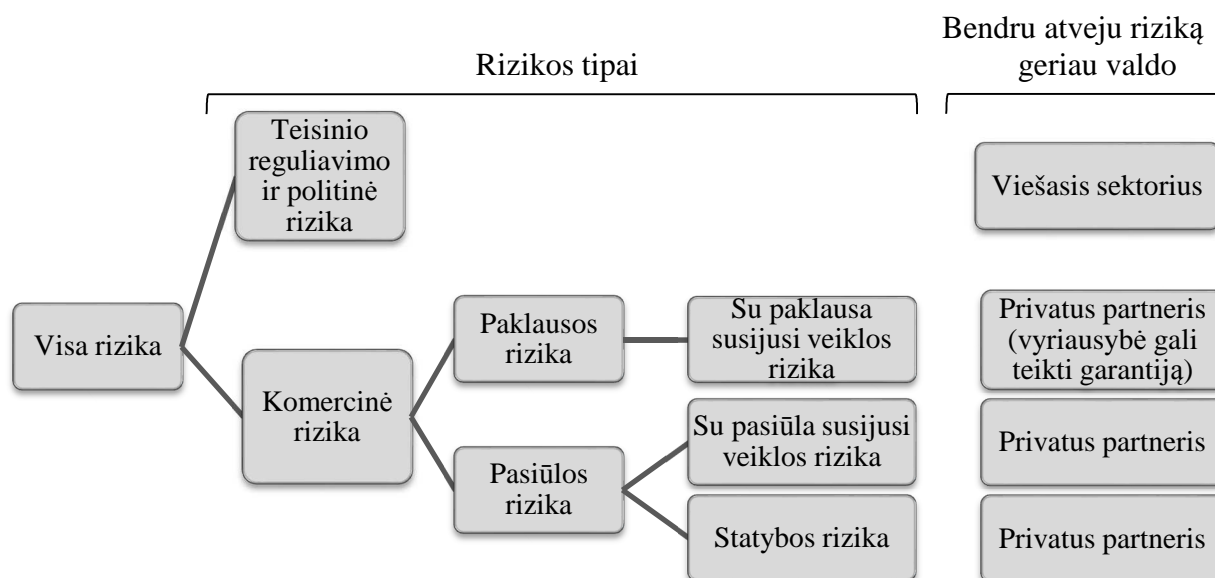 Bendru atveju riziką
geriau valdo
Rizikos tipai
Teisinio
reguliavimo
ir politinė
rizika
Viešasis sektorius
Visa rizika
Komercinė
rizika
Paklausos
rizika
Su paklausa
susijusi veiklos
rizika
Privatus partneris
(vyriausybė gali
teikti garantiją)
Pasiūlos
rizika
Su pasiūla susijusi
veiklos rizika
Privatus partneris
Statybos rizika
Privatus partneris